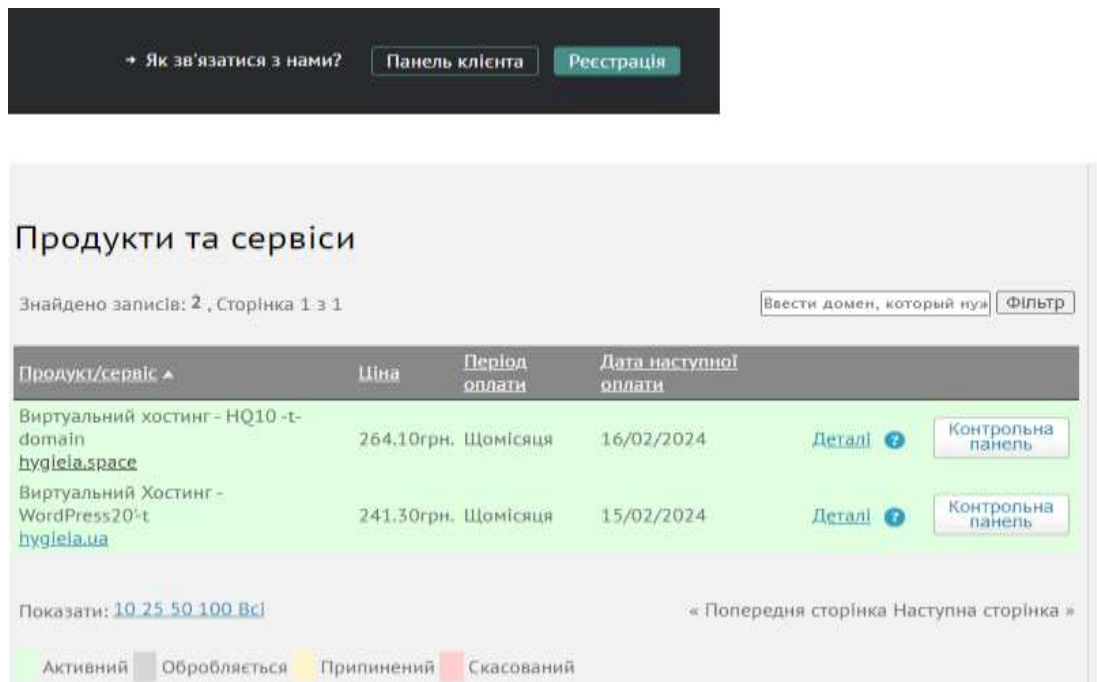 → Як зв'язатися з нами? Панель клієнта Реєстрація
Продукти та сервіси
Знайдено записів: 2 , Сторінка 1 з 1 Ввести домен, который нуж Фільтр
Продукт/сервіс ▲ Ціна Період оплати Дата наступної оплати
Виртуальний хостинг - HQ10 -t-
domain
hygieia.space
264.10грн. Щомісяця 16/02/2024 Деталі ? Контрольна панель
Виртуальний Хостинг -
WordPress20'-t
hygieia.ua
241.30грн. Щомісяця 15/02/2024 Деталі ? Контрольна панель
Показати: 10 25 50 100 Всі « Попередня сторінка Наступна сторінка »
Активний Обробляється Припинений Скасований